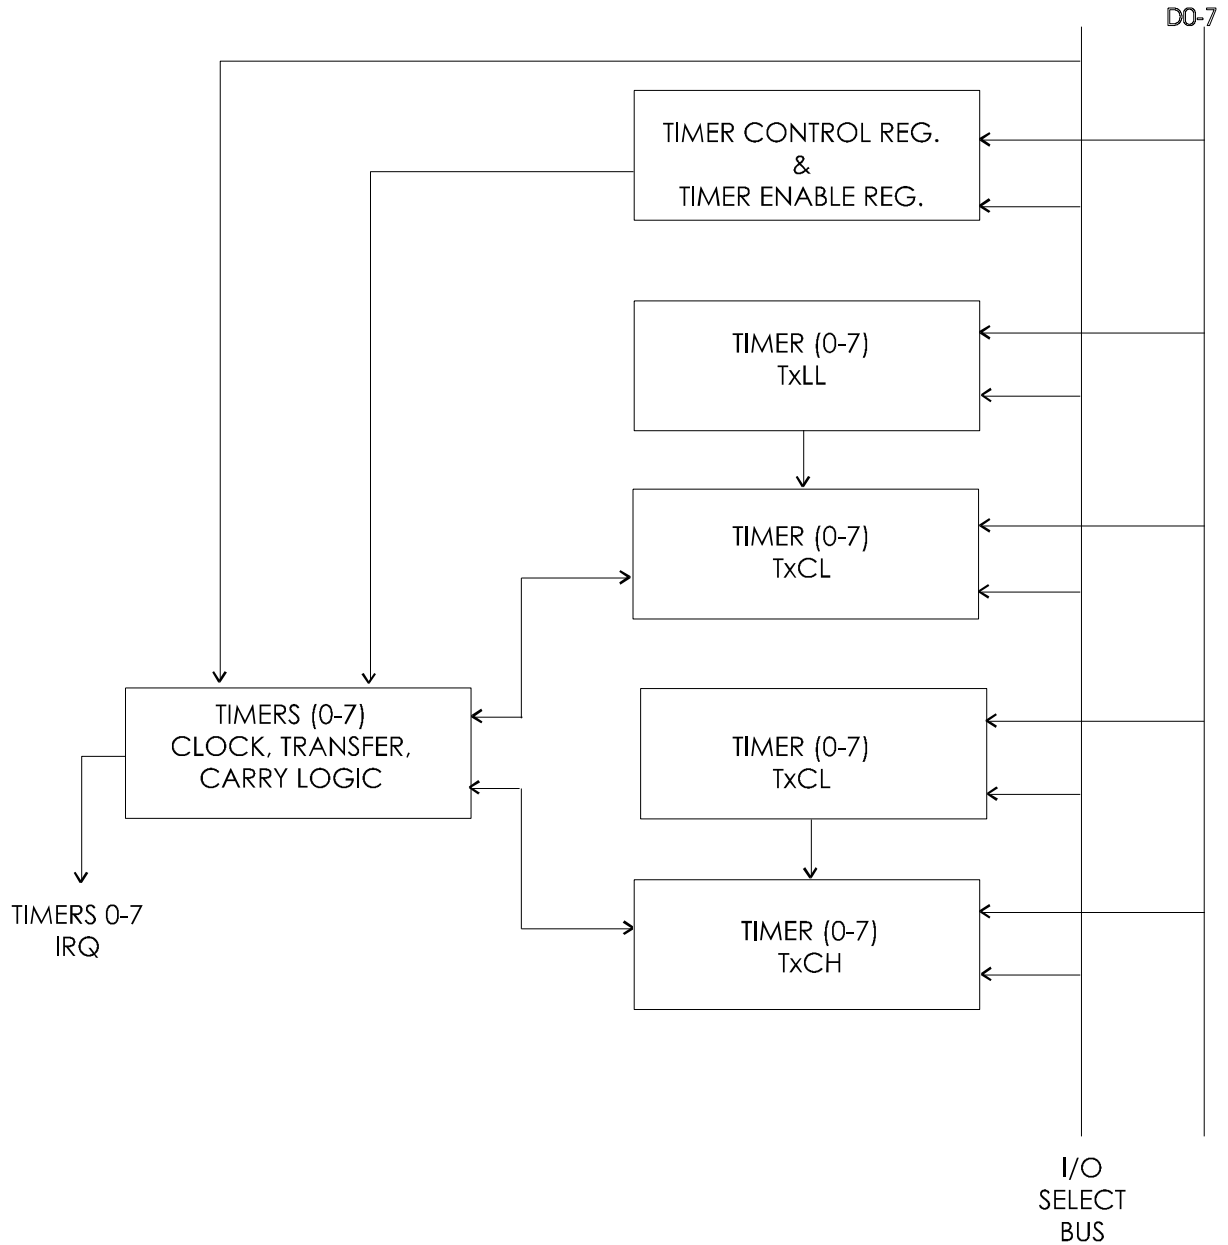 D0-7
TIMER CONTROL REG.
&
TIMER ENABLE REG.
TIMER (0-7)
TxLL
TIMER (0-7)
TxCL
TIMERS (0-7)
CLOCK, TRANSFER,
CARRY LOGIC
TIMER (0-7)
TxCL
TIMERS 0-7
IRQ
TIMER (0-7)
TxCH
I/O
SELECT
BUS